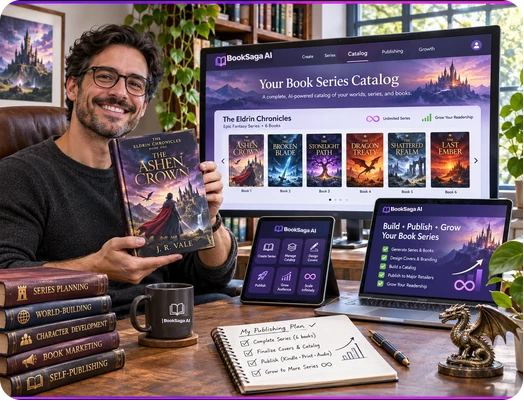 BookSaga AI
Create
Series
Catalog
Publishing
Growth
Your Book Series Catalog
A complete, AI-powered catalog of your worlds, series, and books.
The Eldrin Chronicles
Epic Fantasy Series • 6 Books
Unlimited Series
Grow Your Readership
ASHEN CROWN
BROKEN BLADE
STONELIGHT PATH
DRAGON TREATY
SHATTERED REALM
LAST EMBER
Book 1
Book 2
Book 3
Book 4
Book 5
Book 6
THE ELDRIN CHRONICLES
BOOK ONE
THE
ASHEN
CROWN
J. R. VALE
BookSaga AI
Create Series
Manage Catalog
Design Covers
Publish
Grow Audience
Scale Infinitely
BookSaga AI
Build • Publish • Grow
Your Book Series
Generate Series & Books
Design Covers & Branding
Build a Catalog
Publish to Major Retailers
Grow Your Readership
SERIES PLANNING
WORLD-BUILDING
CHARACTER DEVELOPMENT
BOOK MARKETING
SELF-PUBLISHING
BookSaga AI
My Publishing Plan ✓
Complete Series (6 books)
Finalize Covers & Catalog
Publish (Kindle • Print • Audio)
Grow to More Series ∞